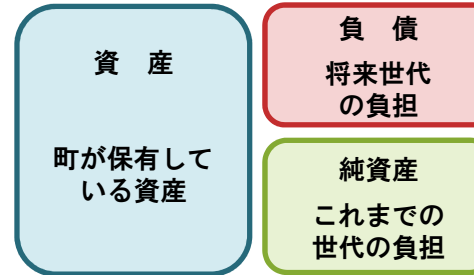 資　産
町が保有して
いる資産
負　債
将来世代
の負担
純資産
これまでの
世代の負担